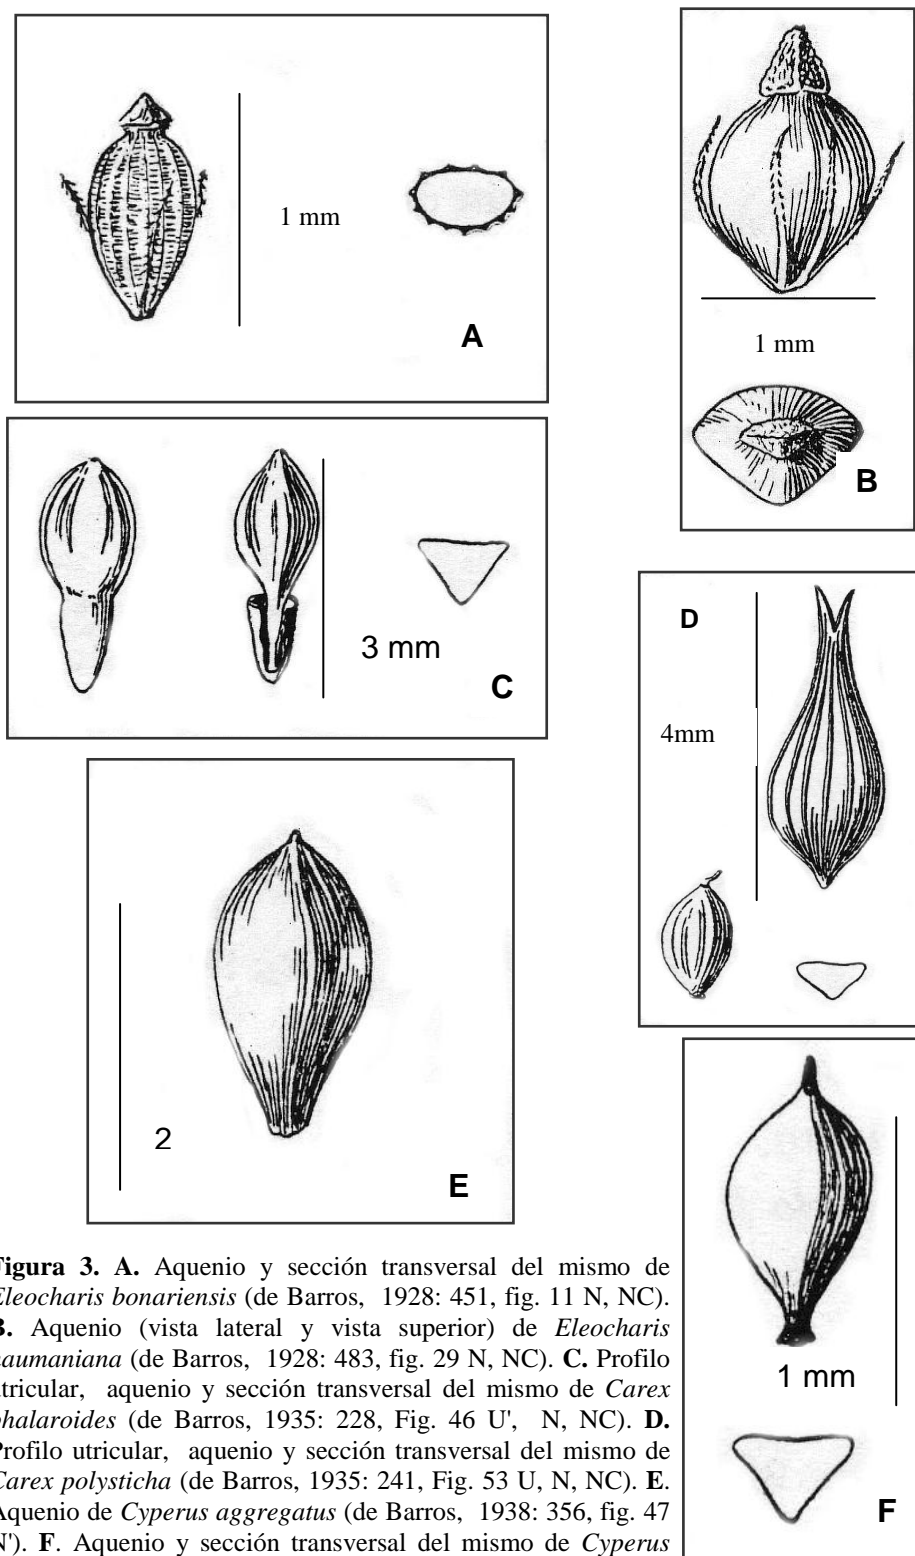 1 mm
A
1 mm
B
3 mm
C
D
4mm
2
E
1 mm
F
Figura 3. A. Aquenio y sección transversal del mismo de
Eleocharis bonariensis (de Barros, 1928: 451, fig. 11 N, NC).
B. Aquenio (vista lateral y vista superior) de Eleocharis
naumaniana (de Barros, 1928: 483, fig. 29 N, NC). C. Profilo
utricular, aquenio y sección transversal del mismo de Carex
phalaroides (de Barros, 1935: 228, Fig. 46 U', N, NC). D.
Profilo utricular, aquenio y sección transversal del mismo de
Carex polysticha (de Barros, 1935: 241, Fig. 53 U, N, NC). E.
Aquenio de Cyperus aggregatus (de Barros, 1938: 356, fig. 47
N'). F. Aquenio y sección transversal del mismo de Cyperus